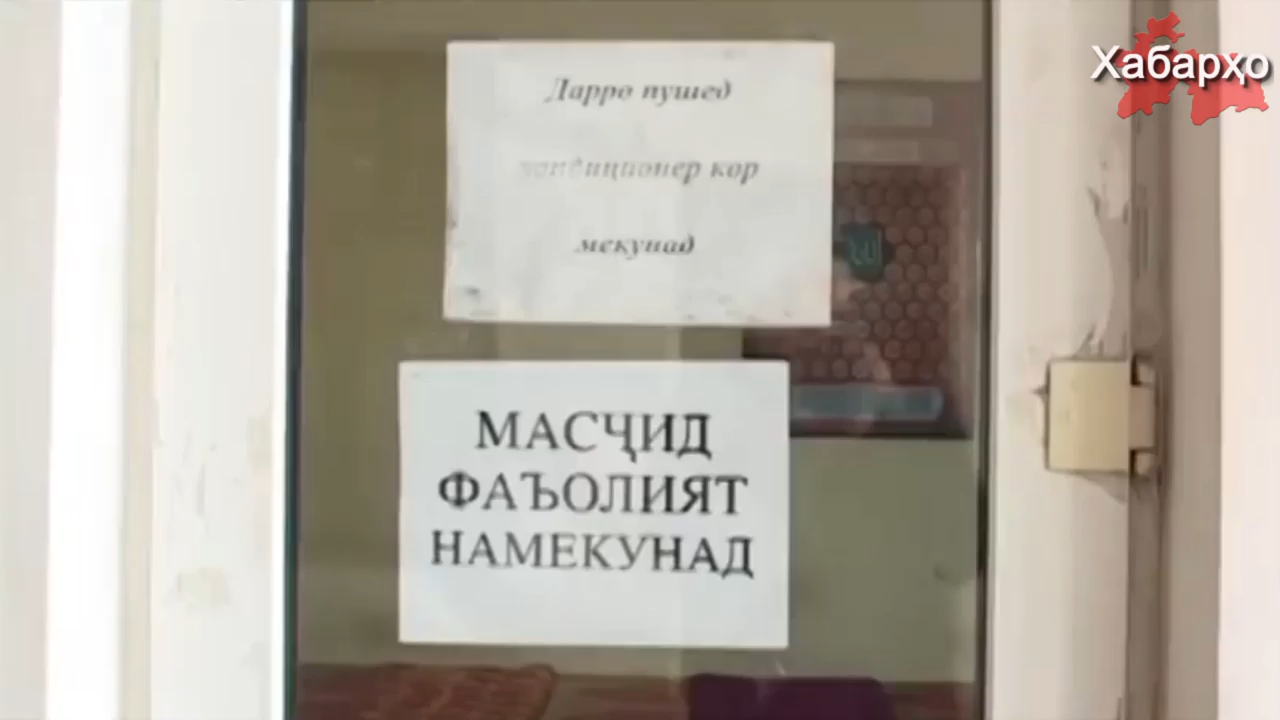 Хабарҳо
Дарро пушед
кондиционер кор
мекунад
МАСҶИД
ФАЪОЛИЯТ
НАМЕКУНАД